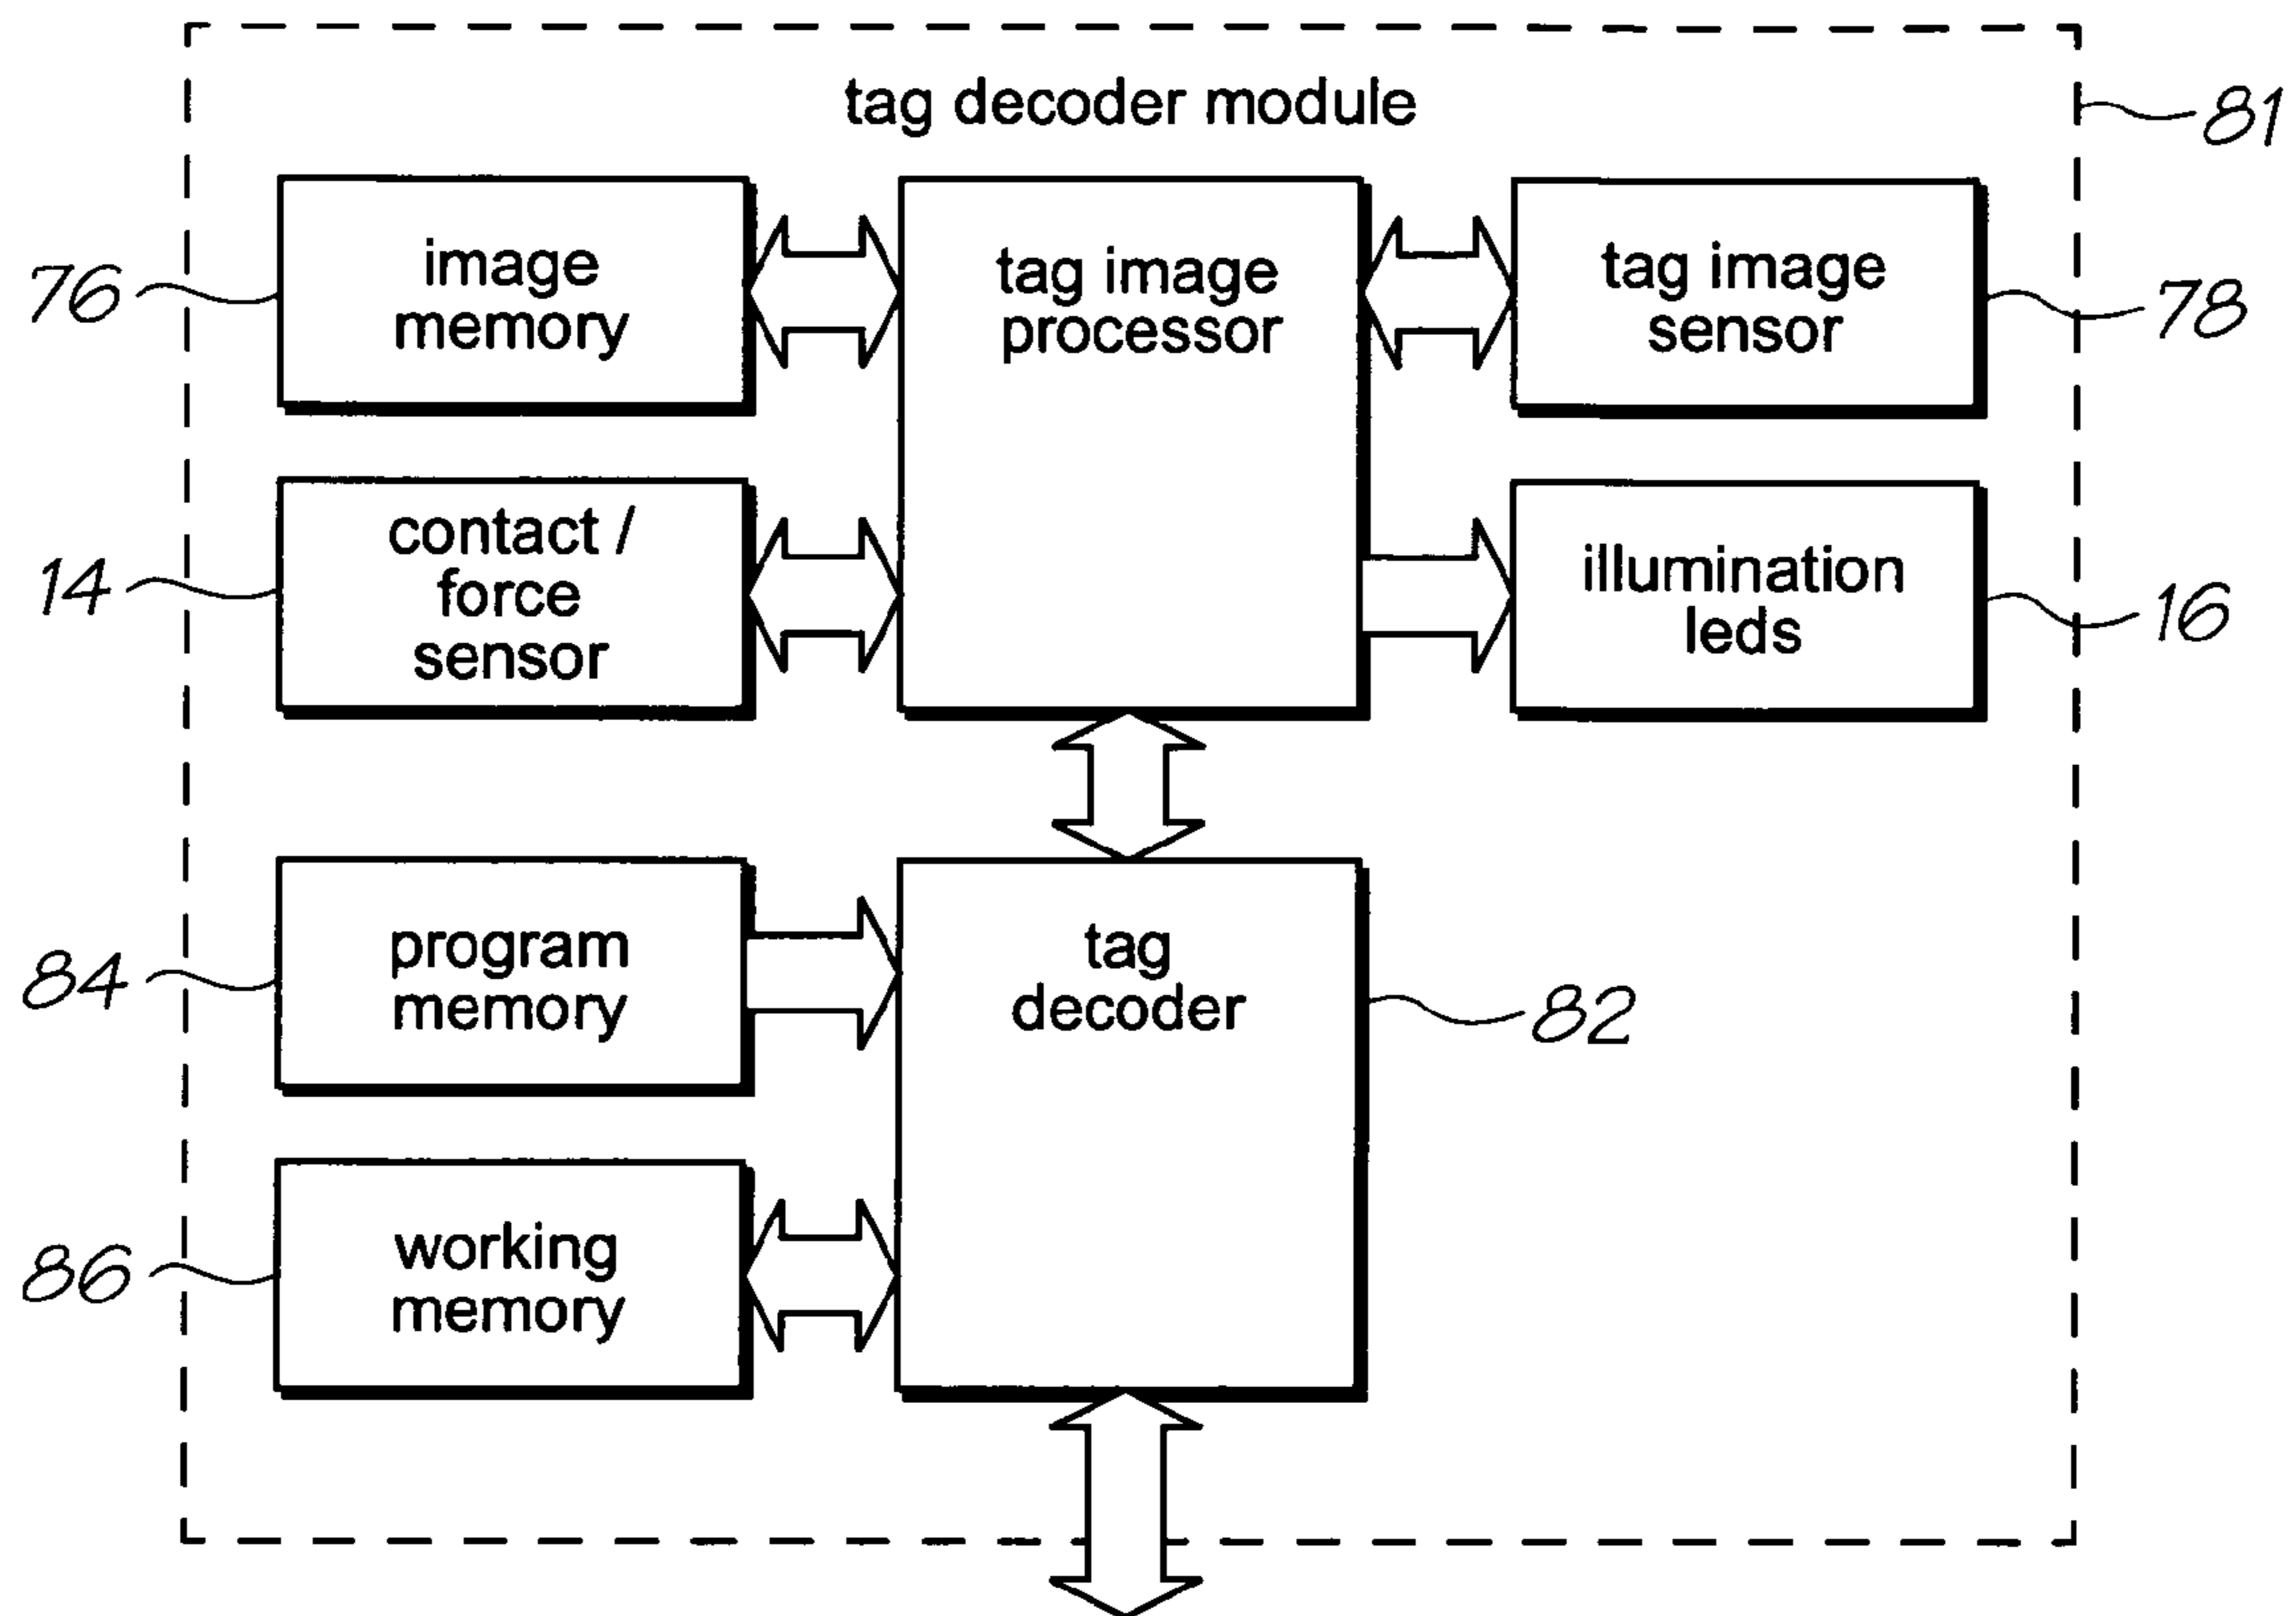 tag decoder module
81
image
memory
76
tag image
processor
tag image
sensor
78
contact /
force
sensor
14
illumination
leds
16
program
memory
84
tag
decoder
82
working
memory
86